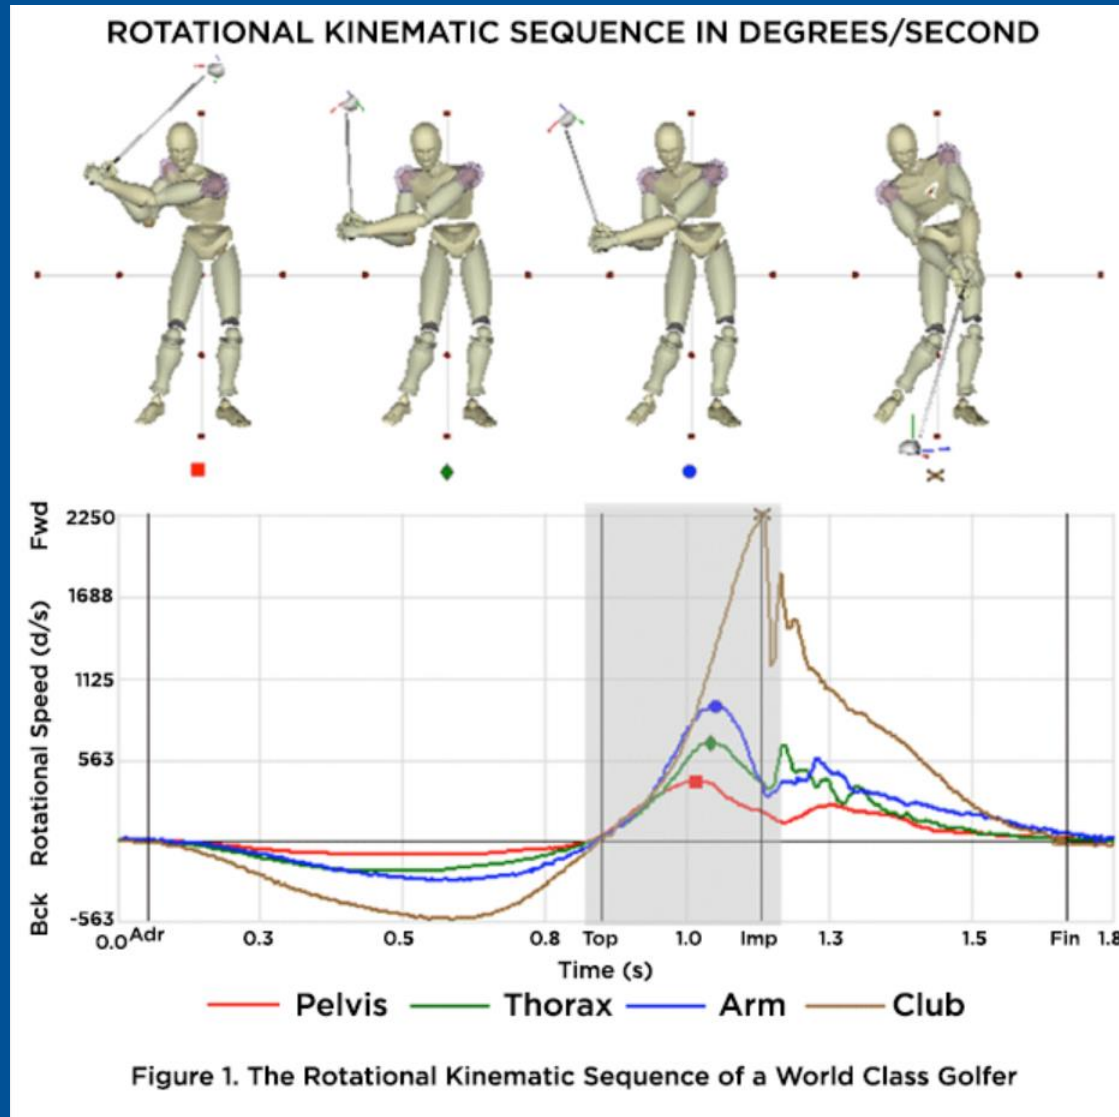 ROTATIONAL KINEMATIC SEQUENCE IN DEGREES/SECOND
Bck Rotational Speed (d/s) Fwd
2250
1688
1125
563
-563
0.0 Adr 0.3 0.5 0.8 Top 1.0 Imp 1.3 1.5 Fin 1.8
Time (s)
Pelvis Thorax Arm Club
Figure 1. The Rotational Kinematic Sequence of a World Class Golfer